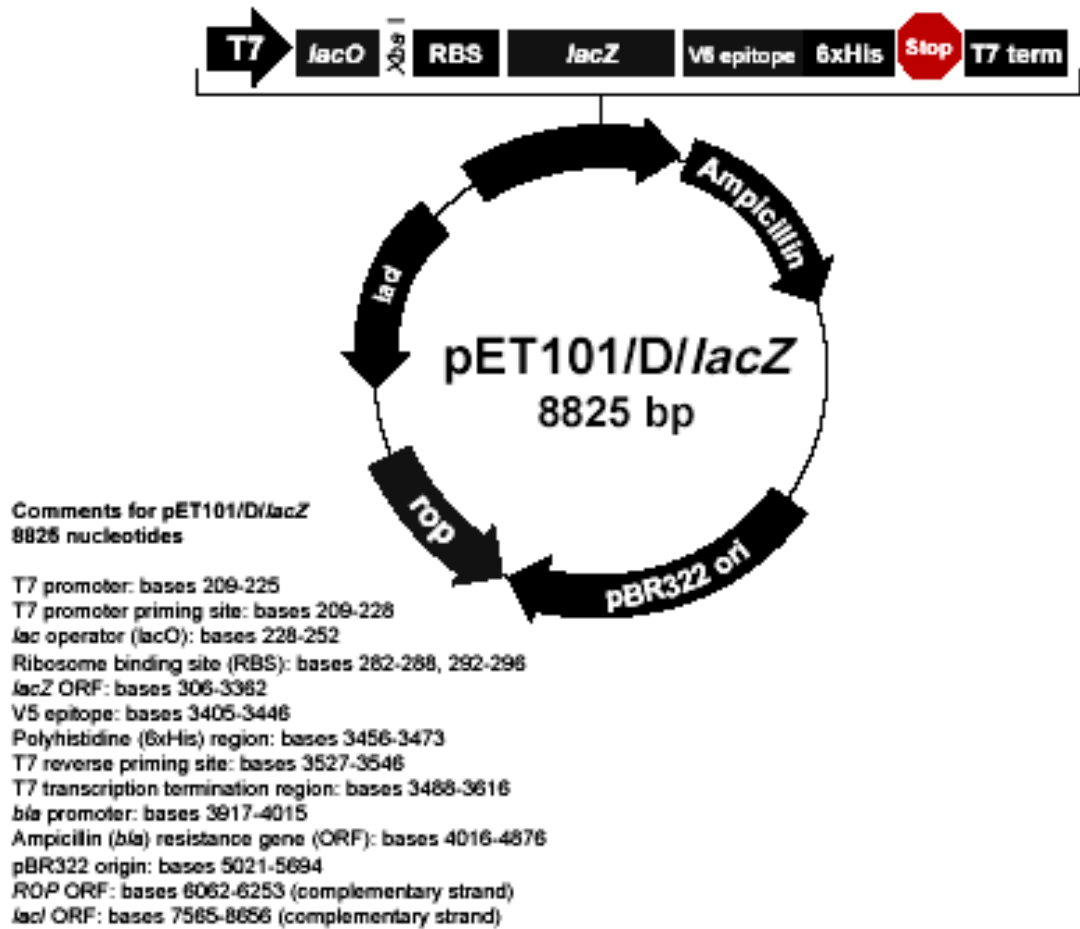 T7 lacO Xba I RBS lacZ V5 epitope 6xHis Stop T7 term
Ampicillin
lacI
pET101/D/lacZ
8825 bp
rop
pBR322 ori
Comments for pET101/D/lacZ
8825 nucleotides
T7 promoter: bases 209-225
T7 promoter priming site: bases 209-228
lac operator (lacO): bases 228-252
Ribosome binding site (RBS): bases 282-288, 292-296
lacZ ORF: bases 306-3362
V5 epitope: bases 3405-3446
Polyhistidine (6xHis) region: bases 3456-3473
T7 reverse priming site: bases 3527-3546
T7 transcription termination region: bases 3488-3616
bla promoter: bases 3917-4015
Ampicillin (bla) resistance gene (ORF): bases 4016-4876
pBR322 origin: bases 5021-5694
ROP ORF: bases 6062-6253 (complementary strand)
lacI ORF: bases 7565-8656 (complementary strand)